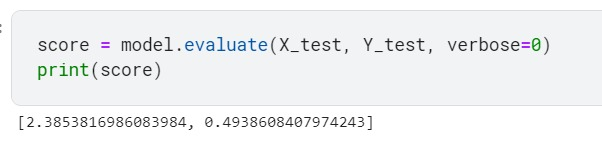 score = model.evaluate(X_test, Y_test, verbose=0)
print(score)
[2.3853816986083984, 0.4938608407974243]